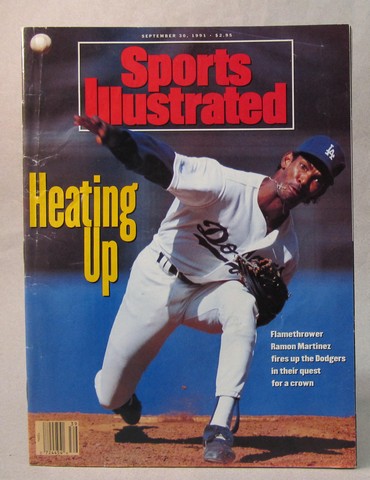 SEPTEMBER 30, 1991 • $2.95
Sports
Illustrated
LA
Heating
Up
Dodgers
Flamethrower
Ramon Martinez
fires up the Dodgers
in their quest
for a crown